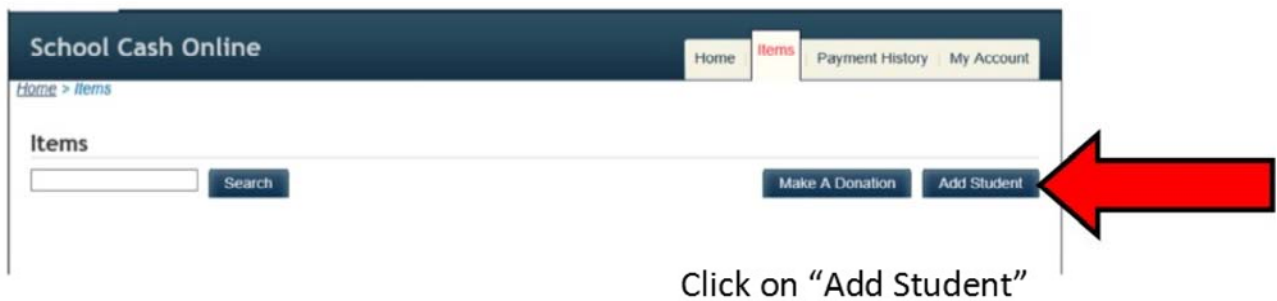 School Cash Online
Home Items Payment History My Account
Home > Items
Items
Search Make A Donation Add Student
Click on “Add Student”